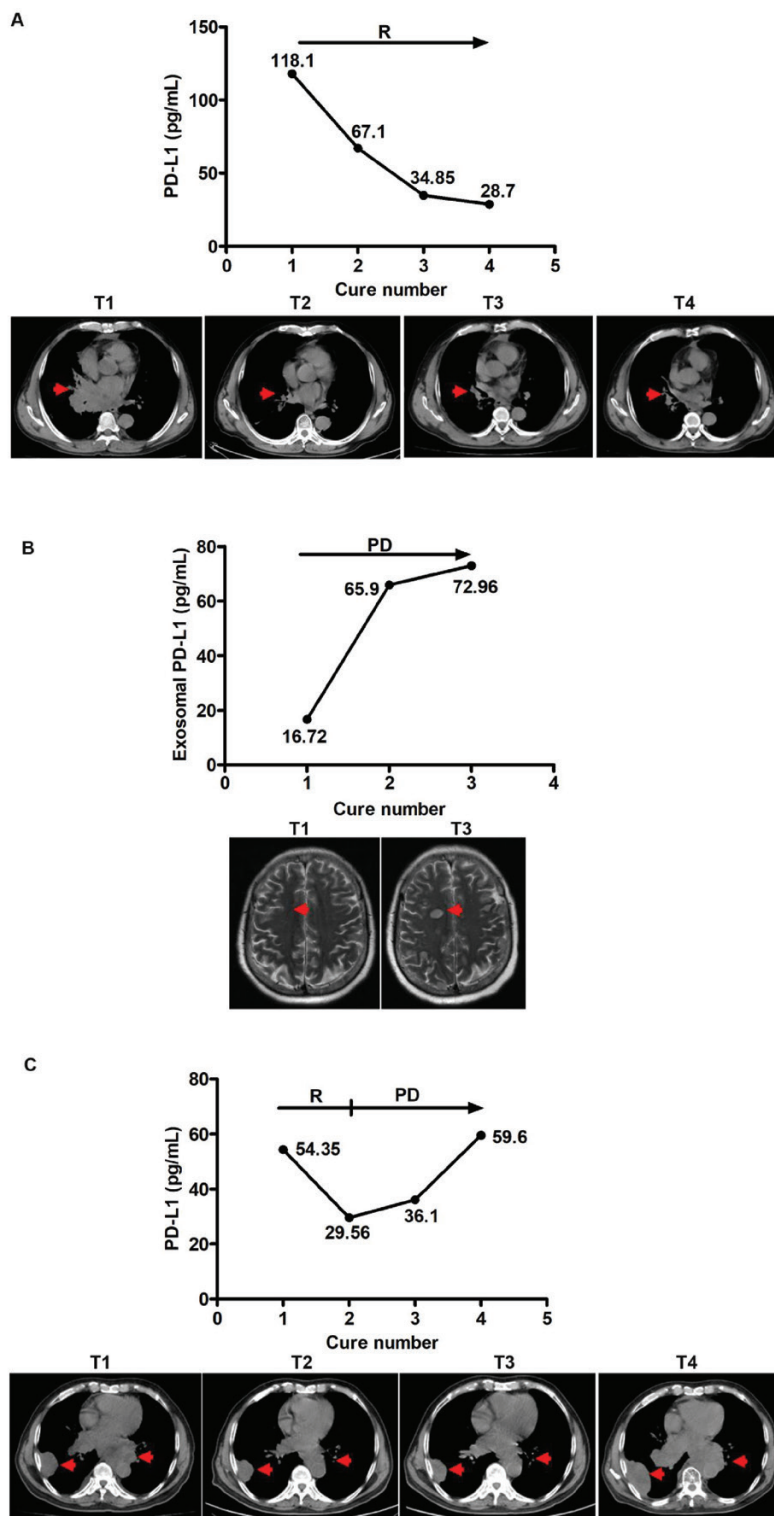 A
PD-L1 (pg/mL)
150
100
50
0
R
118.1
67.1
34.85
28.7
0 1 2 3 4 5
Cure number
T1 T2 T3 T4
B
Exosomal PD-L1 (pg/mL)
80
60
40
20
0
PD
65.9
72.96
16.72
0 1 2 3 4
Cure number
T1 T3
C
PD-L1 (pg/mL)
80
60
40
20
0
R PD
54.35
59.6
29.56
36.1
0 1 2 3 4 5
Cure number
T1 T2 T3 T4